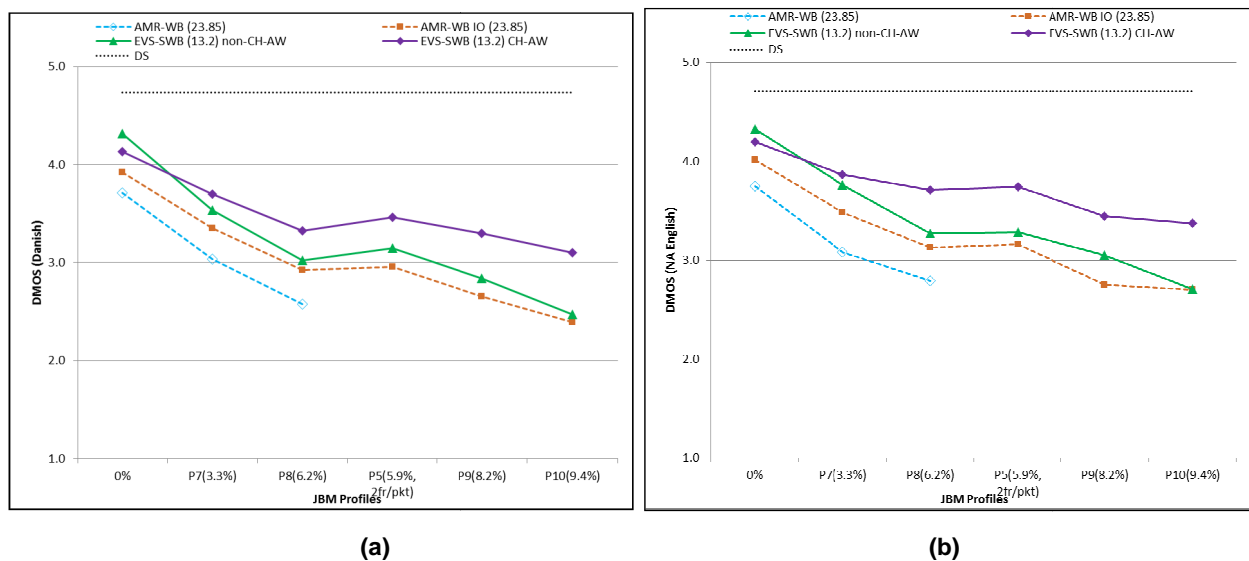 AMR-WB (23.85)
AMR-WB IO (23.85)
EVS-SWB (13.2) non-CH-AW
EVS-SWB (13.2) CH-AW
DS
5.0
4.0
3.0
2.0
1.0
DMOS (Danish)
0%
P7(3.3%)
P8(6.2%)
P5(5.9%,
2fr/pkt)
P9(8.2%)
P10(9.4%)
JBM Profiles
(a)
AMR-WB (23.85)
AMR-WB IO (23.85)
EVS-SWB (13.2) non-CH-AW
EVS-SWB (13.2) CH-AW
DS
5.0
4.0
3.0
2.0
1.0
DMOS (NA English)
0%
P7(3.3%)
P8(6.2%)
P5(5.9%,
2fr/pkt)
P9(8.2%)
P10(9.4%)
JBM Profiles
(b)